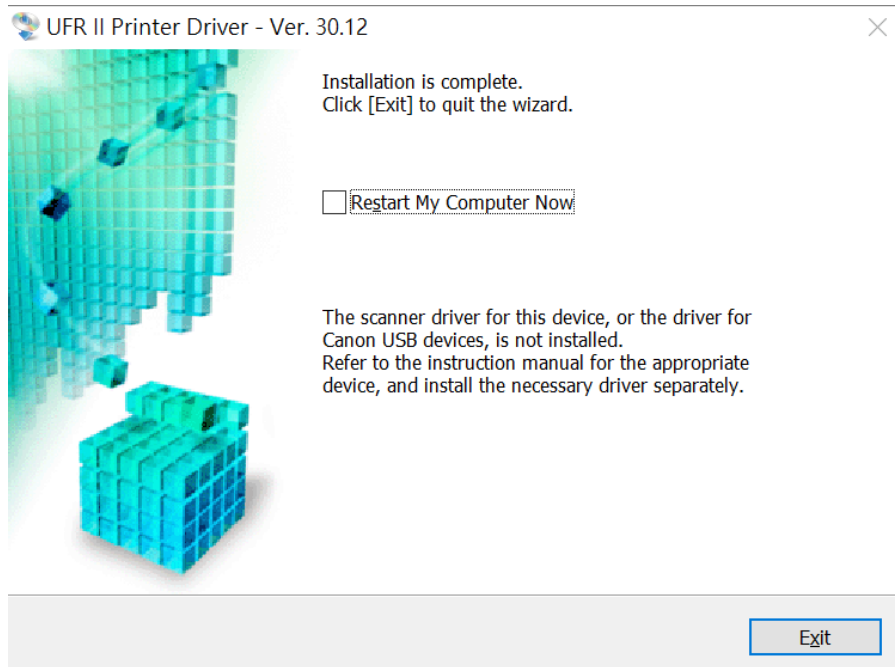 UFR II Printer Driver - Ver. 30.12
Installation is complete.
Click [Exit] to quit the wizard.
Restart My Computer Now
The scanner driver for this device, or the driver for
Canon USB devices, is not installed.
Refer to the instruction manual for the appropriate
device, and install the necessary driver separately.
Exit